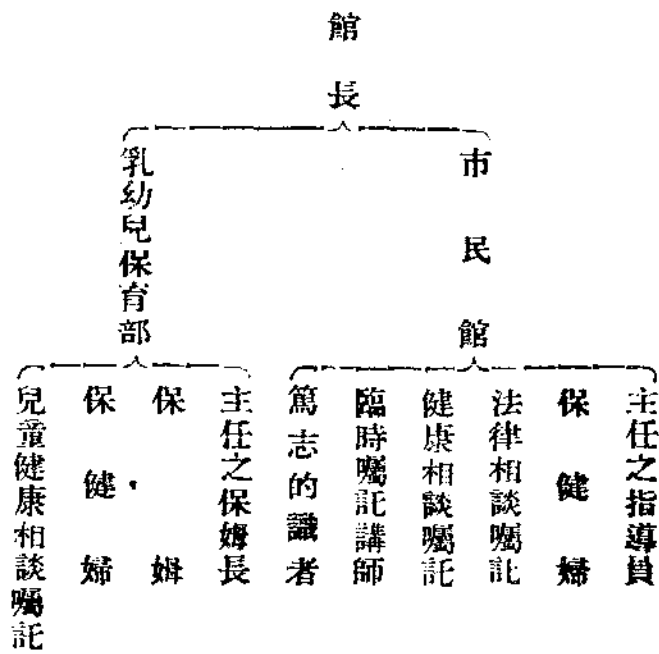 館長
市民館
乳幼兒保育部
主任之指導員
保健婦
法律相談囑託
健康相談囑託
臨時囑託講師
篤志的識者
主任之保姆長
保姆
保健婦
兒童健康相談囑託